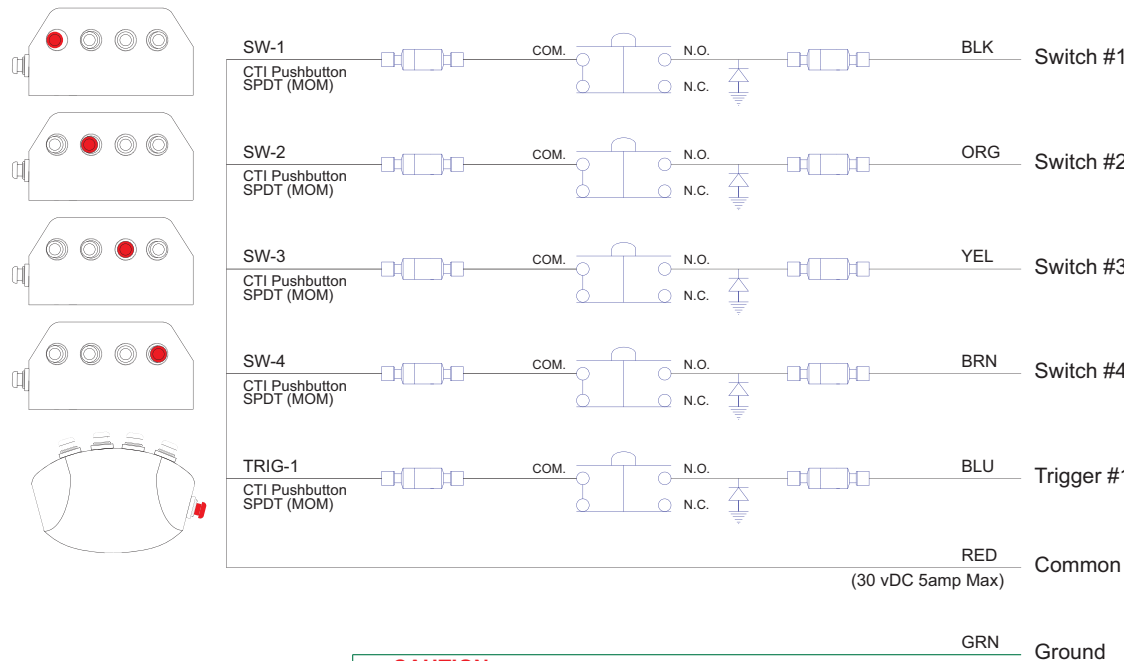 SW-1 COM. N.O. BLK Switch #1
CTI Pushbutton N.C.
SPDT (MOM)
SW-2 COM. N.O. ORG Switch #2
CTI Pushbutton N.C.
SPDT (MOM)
SW-3 COM. N.O. YEL Switch #3
CTI Pushbutton N.C.
SPDT (MOM)
SW-4 COM. N.O. BRN Switch #4
CTI Pushbutton N.C.
SPDT (MOM)
TRIG-1 COM. N.O. BLU Trigger #1
CTI Pushbutton N.C.
SPDT (MOM)
RED Common
(30 vDC 5amp Max)
GRN Ground
CAUTION